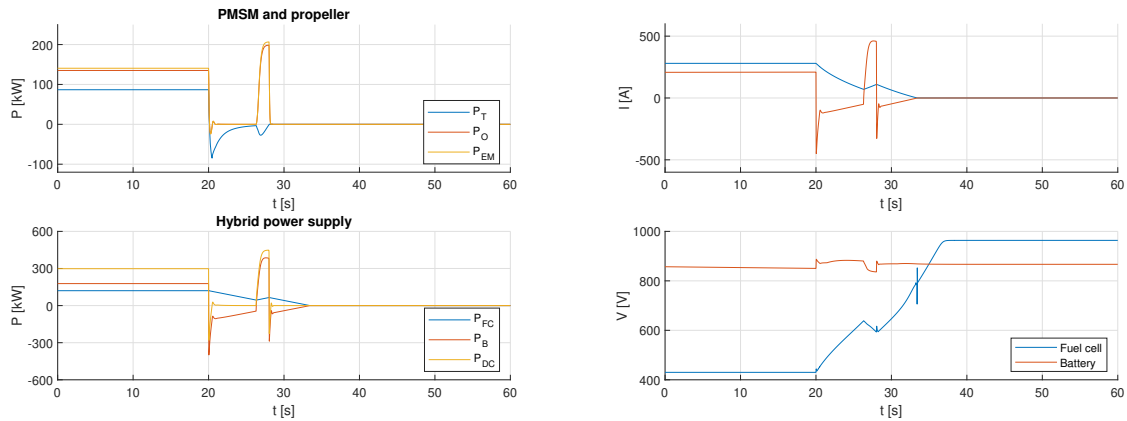 PMSM and propeller
P [kW]
200
100
0
-100
0 10 20 30 40 50 60
t [s]
P_T
P_O
P_EM
I [A]
500
0
-500
0 10 20 30 40 50 60
t [s]
Hybrid power supply
P [kW]
600
300
0
-300
-600
0 10 20 30 40 50 60
t [s]
P_FC
P_B
P_DC
V [V]
1000
800
600
400
0 10 20 30 40 50 60
t [s]
Fuel cell
Battery